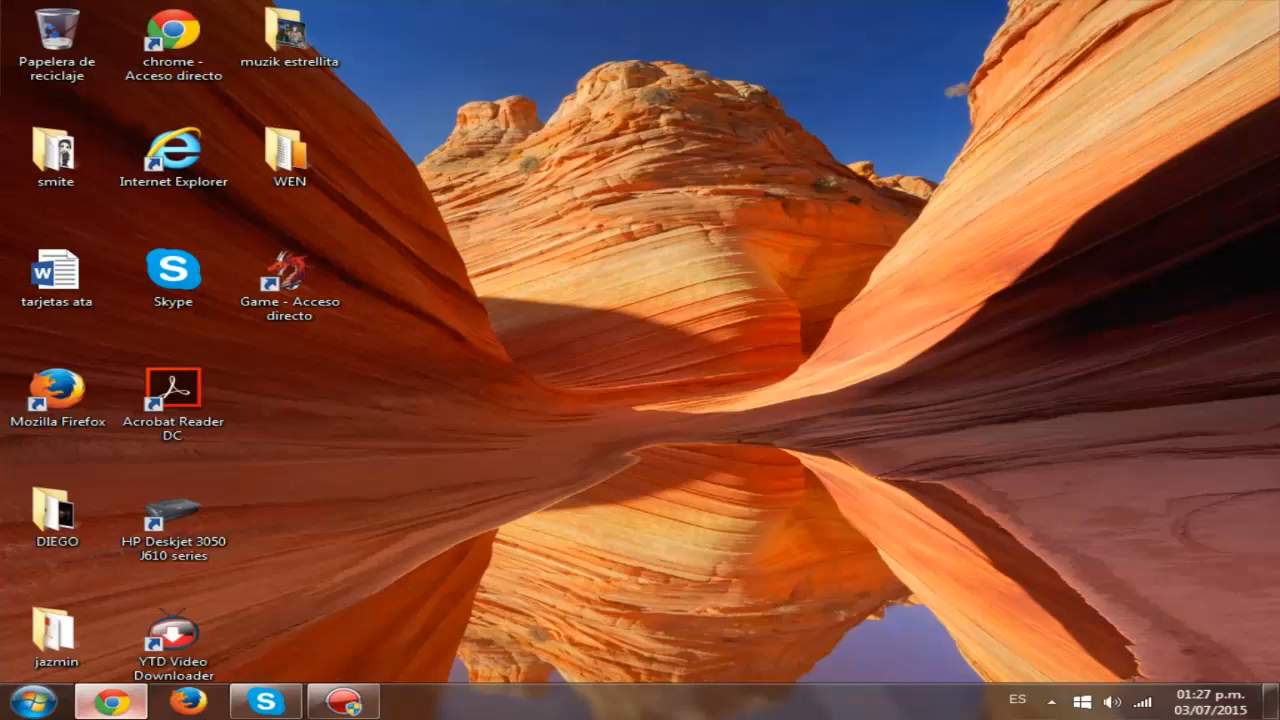 Papelera de
reciclaje
chrome -
Acceso directo
muzik estrellita
smite
Internet Explorer
WEN
tarjetas ata
Skype
Game - Acceso
directo
Mozilla Firefox
Acrobat Reader
DC
DIEGO
HP Deskjet 3050
J610 series
jazmin
YTD Video
Downloader
ES
01:27 p.m.
03/07/2015